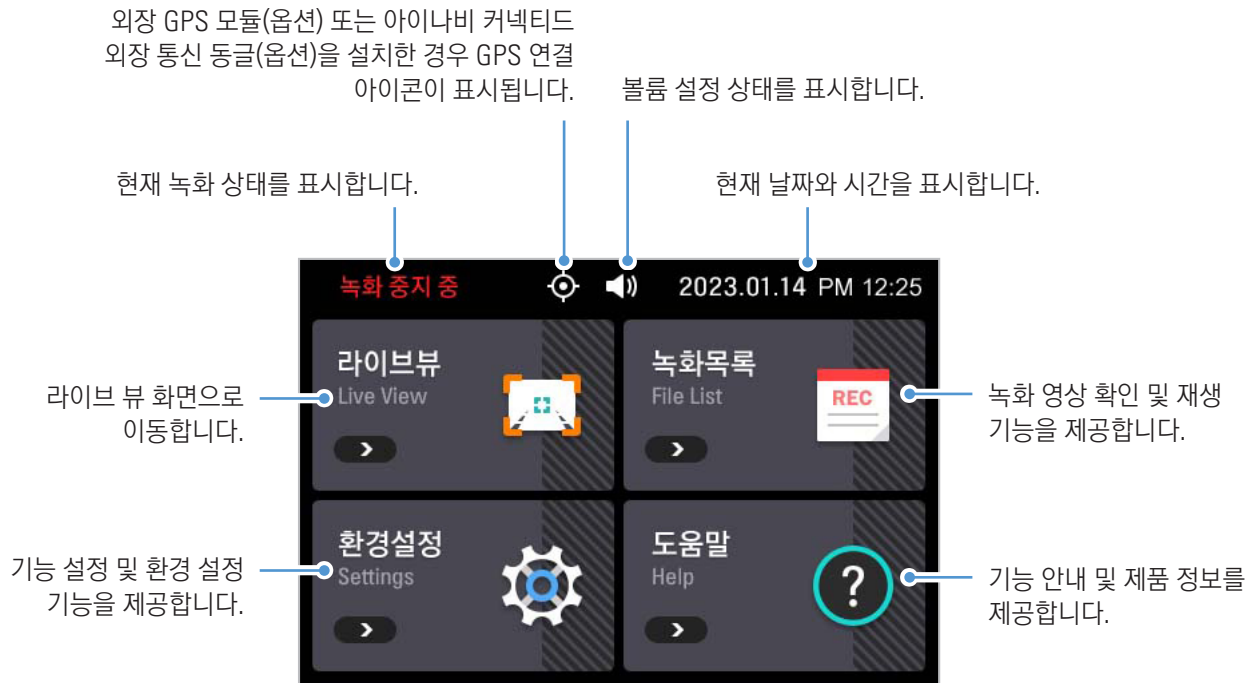 외장 GPS 모듈(옵션) 또는 아이나비 커넥티드
외장 통신 동글(옵션)을 설치한 경우 GPS 연결
아이콘이 표시됩니다.
볼륨 설정 상태를 표시합니다.
현재 녹화 상태를 표시합니다.
현재 날짜와 시간을 표시합니다.
녹화 중지 중
2023.01.14 PM 12:25
라이브뷰
Live View
녹화목록
File List
REC
라이브 뷰 화면으로
이동합니다.
녹화 영상 확인 및 재생
기능을 제공합니다.
환경설정
Settings
도움말
Help
?
기능 설정 및 환경 설정
기능을 제공합니다.
기능 안내 및 제품 정보를
제공합니다.